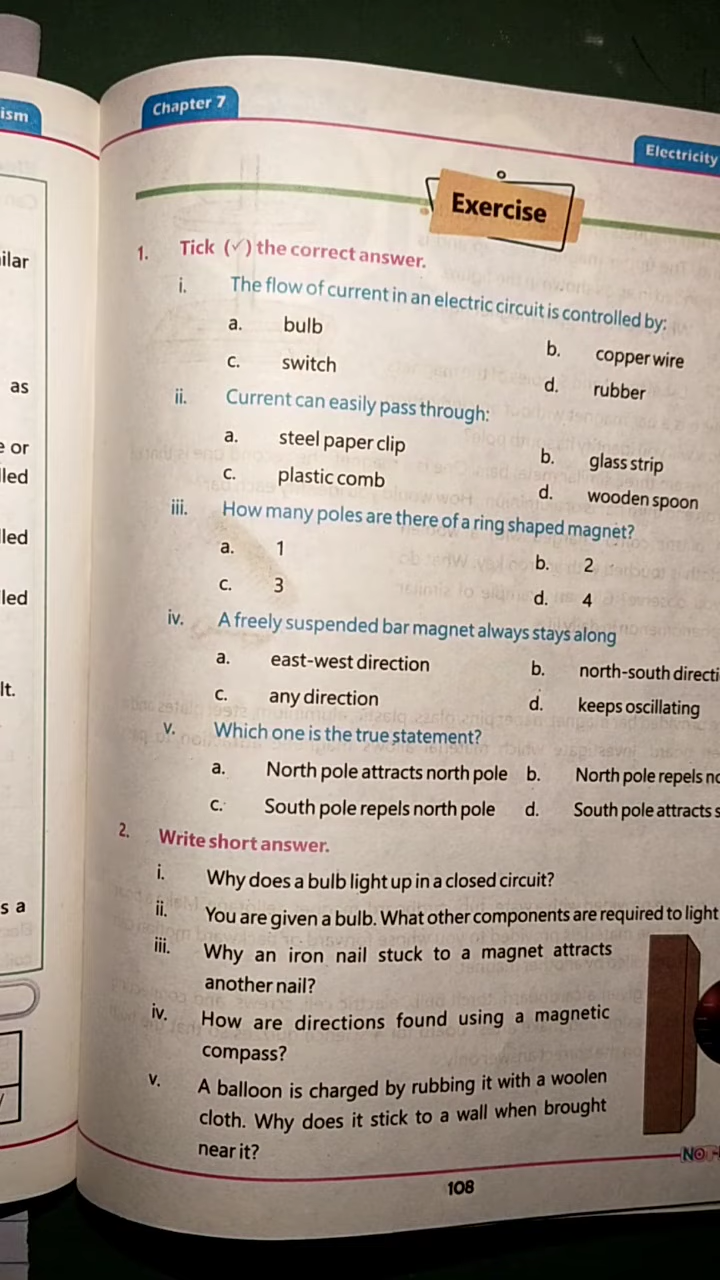 ism
ilar
as
e or
lled
lled
lled
lt.
s a
Chapter 7
Electricity
Exercise
1. Tick (✓) the correct answer.
i. The flow of current in an electric circuit is controlled by:
a. bulb b. copper wire
c. switch d. rubber
ii. Current can easily pass through:
a. steel paper clip b. glass strip
c. plastic comb d. wooden spoon
iii. How many poles are there of a ring shaped magnet?
a. 1 b. 2
c. 3 d. 4
iv. A freely suspended bar magnet always stays along
a. east-west direction b. north-south directi
c. any direction d. keeps oscillating
v. Which one is the true statement?
a. North pole attracts north pole b. North pole repels no
c. South pole repels north pole d. South pole attracts s
2. Write short answer.
i. Why does a bulb light up in a closed circuit?
ii. You are given a bulb. What other components are required to light
iii. Why an iron nail stuck to a magnet attracts
another nail?
iv. How are directions found using a magnetic
compass?
v. A balloon is charged by rubbing it with a woolen
cloth. Why does it stick to a wall when brought
near it?
108